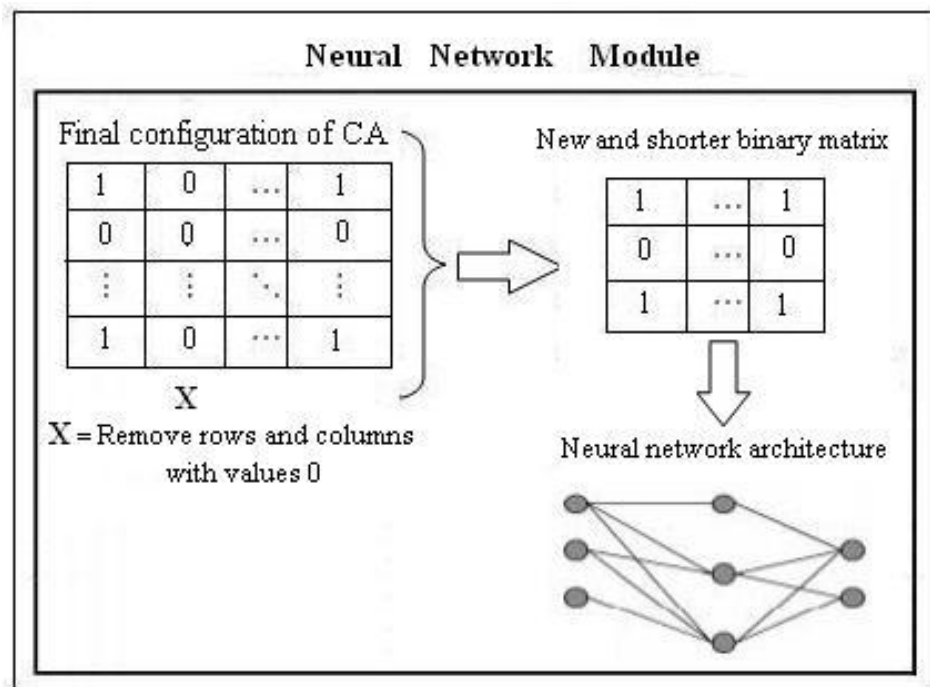 Neural Network Module
Final configuration of CA
1 0 ... 1
0 0 ... 0
⋮ ⋮ ⋱ ⋮
1 0 ... 1
X
X = Remove rows and columns
with values 0
New and shorter binary matrix
1 ... 1
0 ... 0
1 ... 1
Neural network architecture